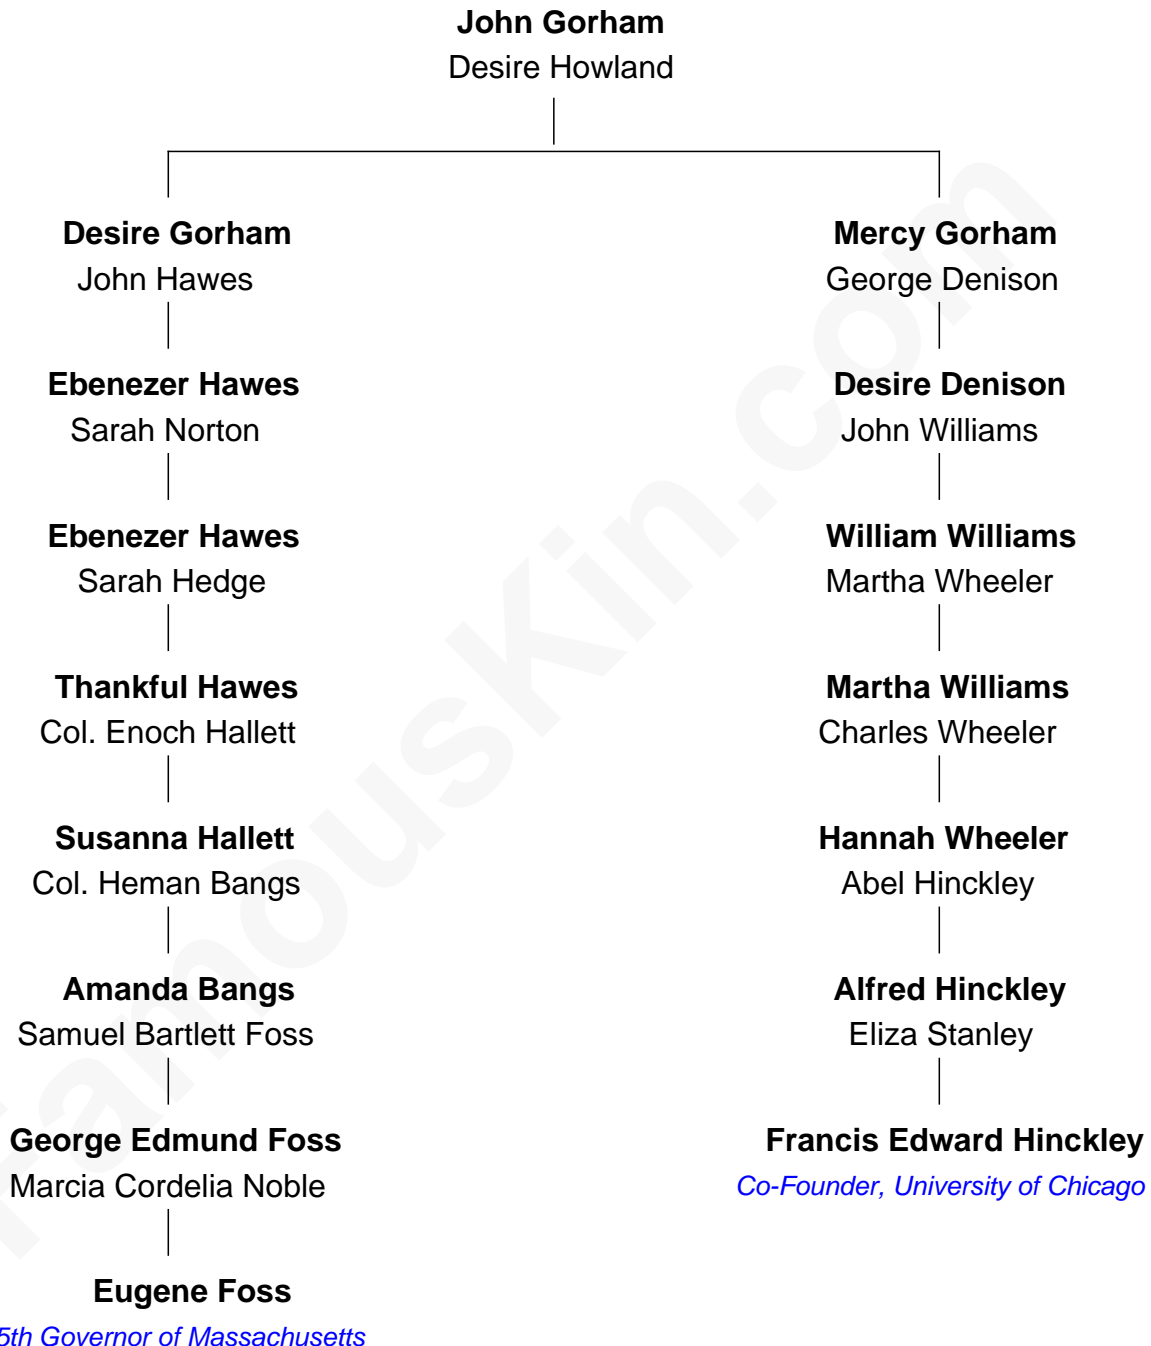 John Gorham
Desire Howland
Desire Gorham
John Hawes
Mercy Gorham
George Denison
Ebenezer Hawes
Sarah Norton
Desire Denison
John Williams
Ebenezer Hawes
Sarah Hedge
William Williams
Martha Wheeler
Thankful Hawes
Col. Enoch Hallett
Martha Williams
Charles Wheeler
Susanna Hallett
Col. Heman Bangs
Hannah Wheeler
Abel Hinckley
Amanda Bangs
Samuel Bartlett Foss
Alfred Hinckley
Eliza Stanley
George Edmund Foss
Marcia Cordelia Noble
Francis Edward Hinckley
Co-Founder, University of Chicago
Eugene Foss
5th Governor of Massachusetts
FamousKin.com